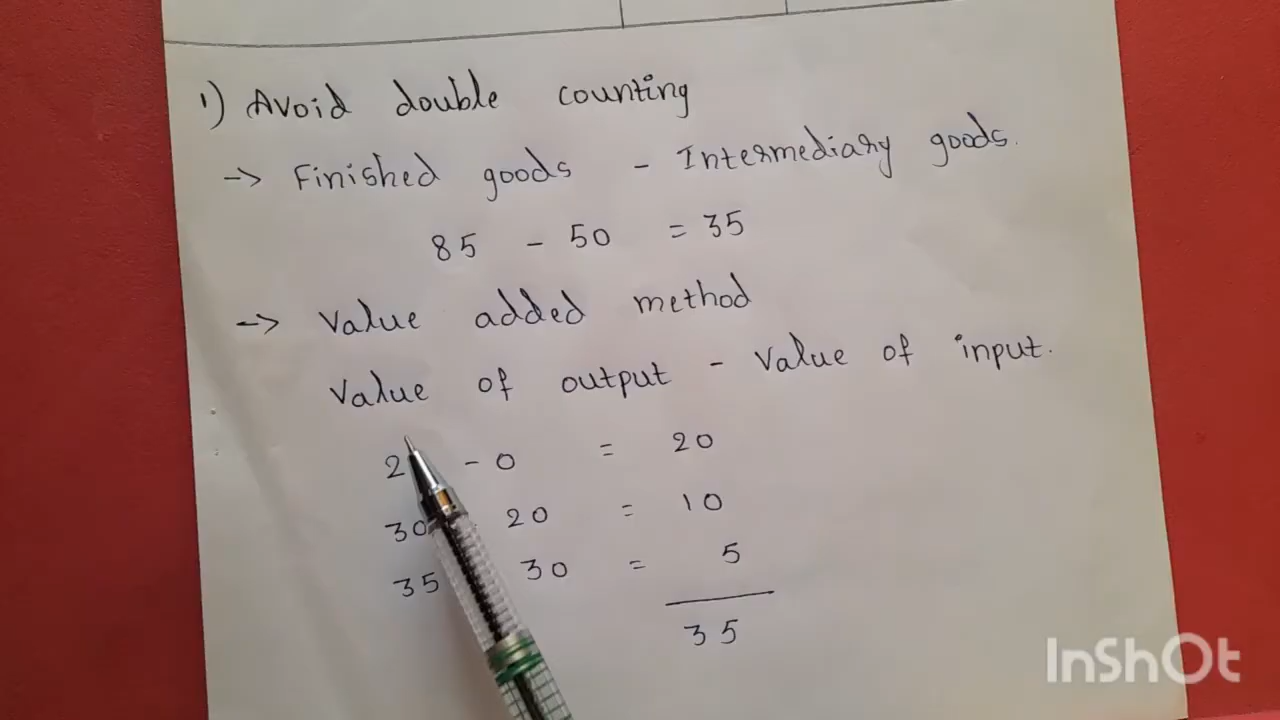 1) Avoid double counting
-> Finished goods - Intermediary goods.
85 - 50 = 35
-> Value added method
Value of output - Value of input.
2 - 0 = 20
30 20 = 10
35 30 = 5
35
InShOt